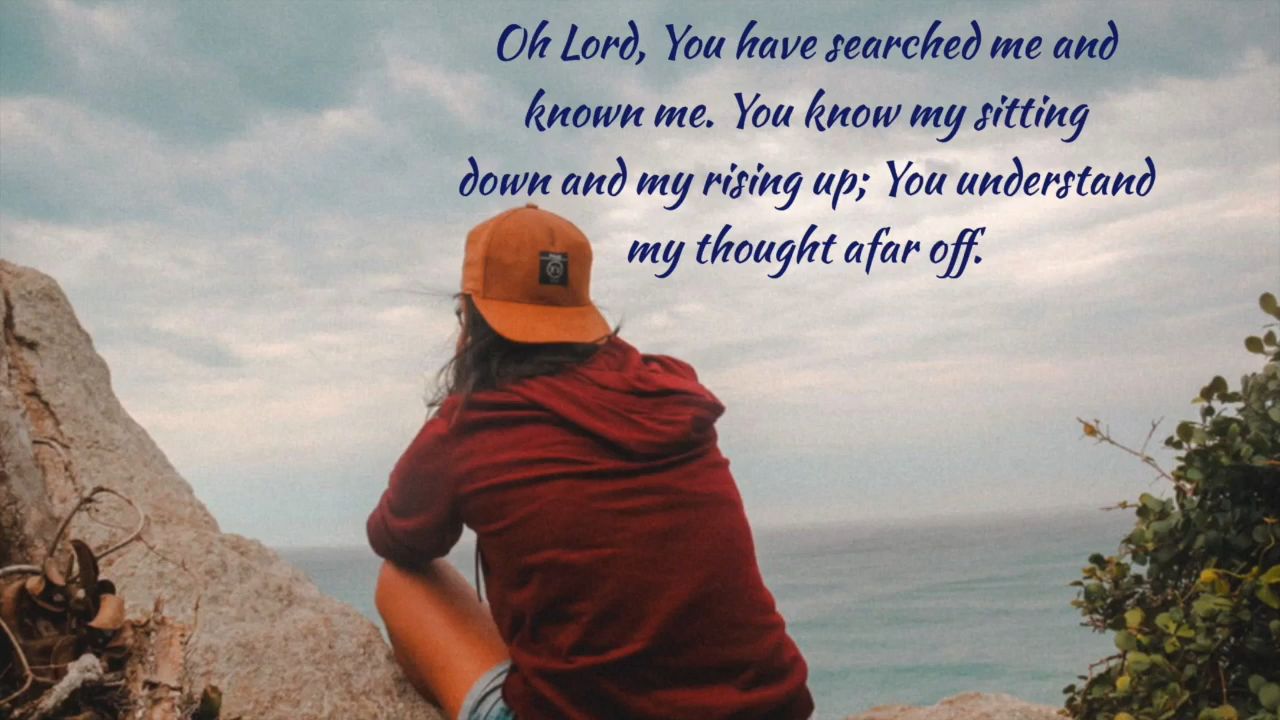 Oh Lord, You have searched me and
known me. You know my sitting
down and my rising up; You understand
my thought afar off.